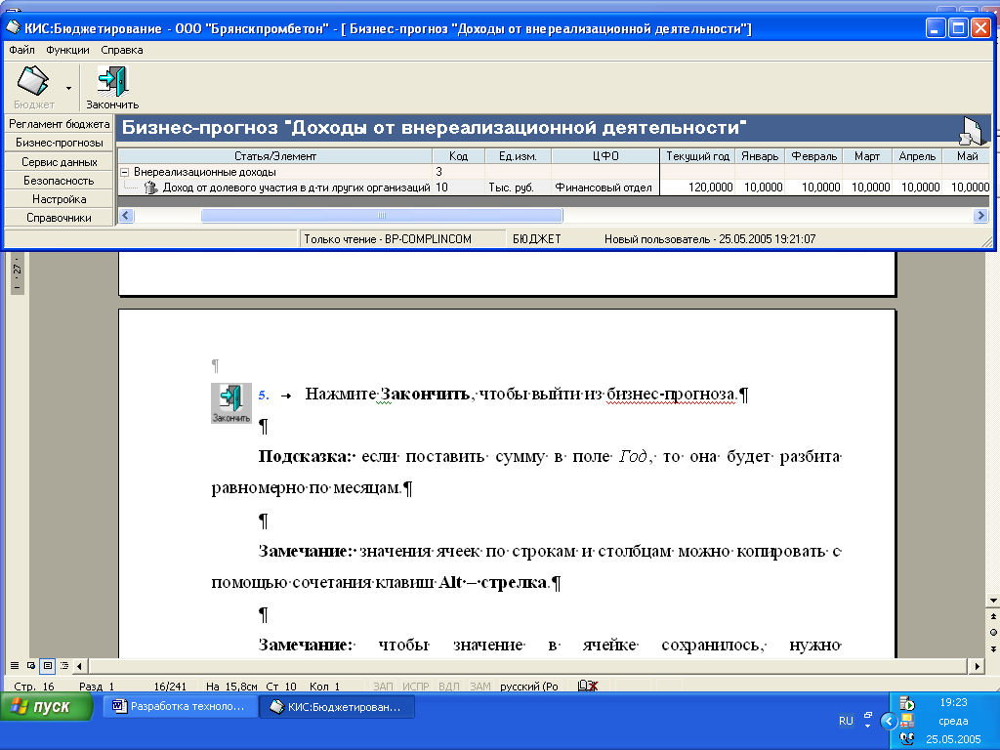 КИС:Бюджетирование - ООО "Брянскпромбетон" - [ Бизнес-прогноз "Доходы от внереализационной деятельности"]
Файл Функции Справка
Бюджет Закончить
Регламент бюджета
Бизнес-прогнозы
Сервис данных
Безопасность
Настройка
Справочники
Бизнес-прогноз "Доходы от внереализационной деятельности"
Статья/Элемент Код Ед.изм. ЦФО Текущий год Январь Февраль Март Апрель Май
Внереализационные доходы 3
Доход от долевого участия в д-ти лругих организаций 10 Тыс. руб. Финансовый отдел 120,0000 10,0000 10,0000 10,0000 10,0000 10,0000
Только чтение - BP-COMPLINCOM БЮДЖЕТ Новый пользователь - 25.05.2005 19:21:07
27
¶
Закончить
5. → Нажмите Закончить, чтобы выйти из бизнес-прогноза.¶
¶
Подсказка: если поставить сумму в поле Год, то она будет разбита
равномерно по месяцам.¶
¶
Замечание: значения ячеек по строкам и столбцам можно копировать с
помощью сочетания клавиш Alt – стрелка.¶
¶
Замечание: чтобы значение в ячейке сохранилось, нужно
Стр. 16 Разд 1 16/241 На 15,8см Ст 10 Кол 1 ЗАП ИСПР ВДЛ ЗАМ русский (Ро
пуск Разработка техноло... КИС:Бюджетирован... RU 19:23
среда
25.05.2005